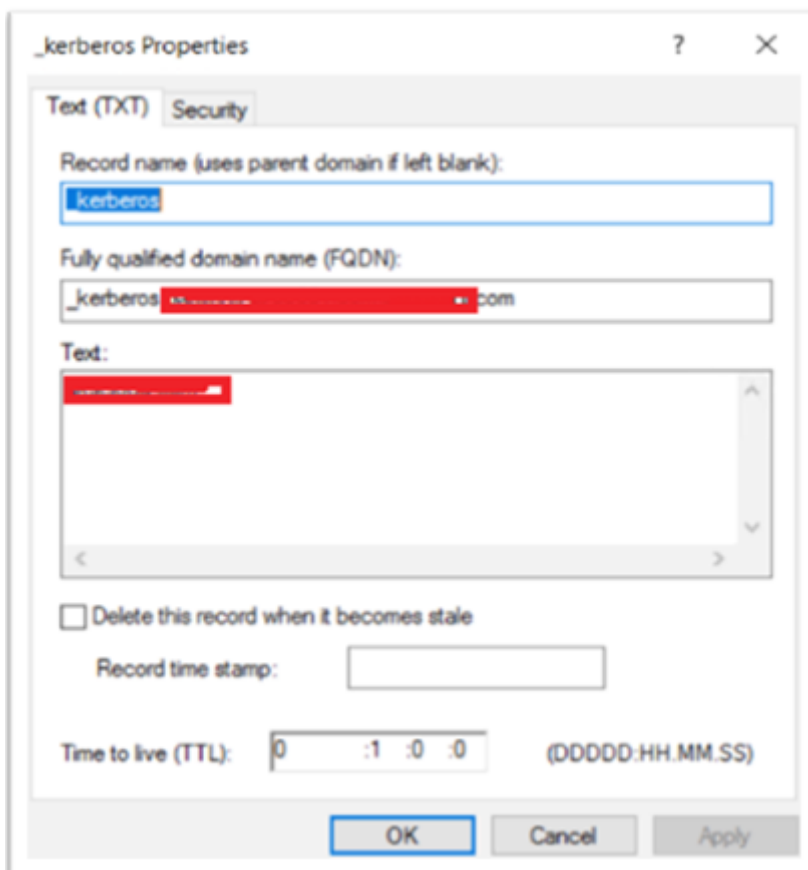 _kerberos Properties
?
Text (TXT)
Security
Record name (uses parent domain if left blank):
_kerberos
Fully qualified domain name (FQDN):
_kerberos com
Text:
Delete this record when it becomes stale
Record time stamp:
Time to live (TTL): 0 :1 :0 :0 (DDDDD:HH.MM.SS)
OK Cancel Apply